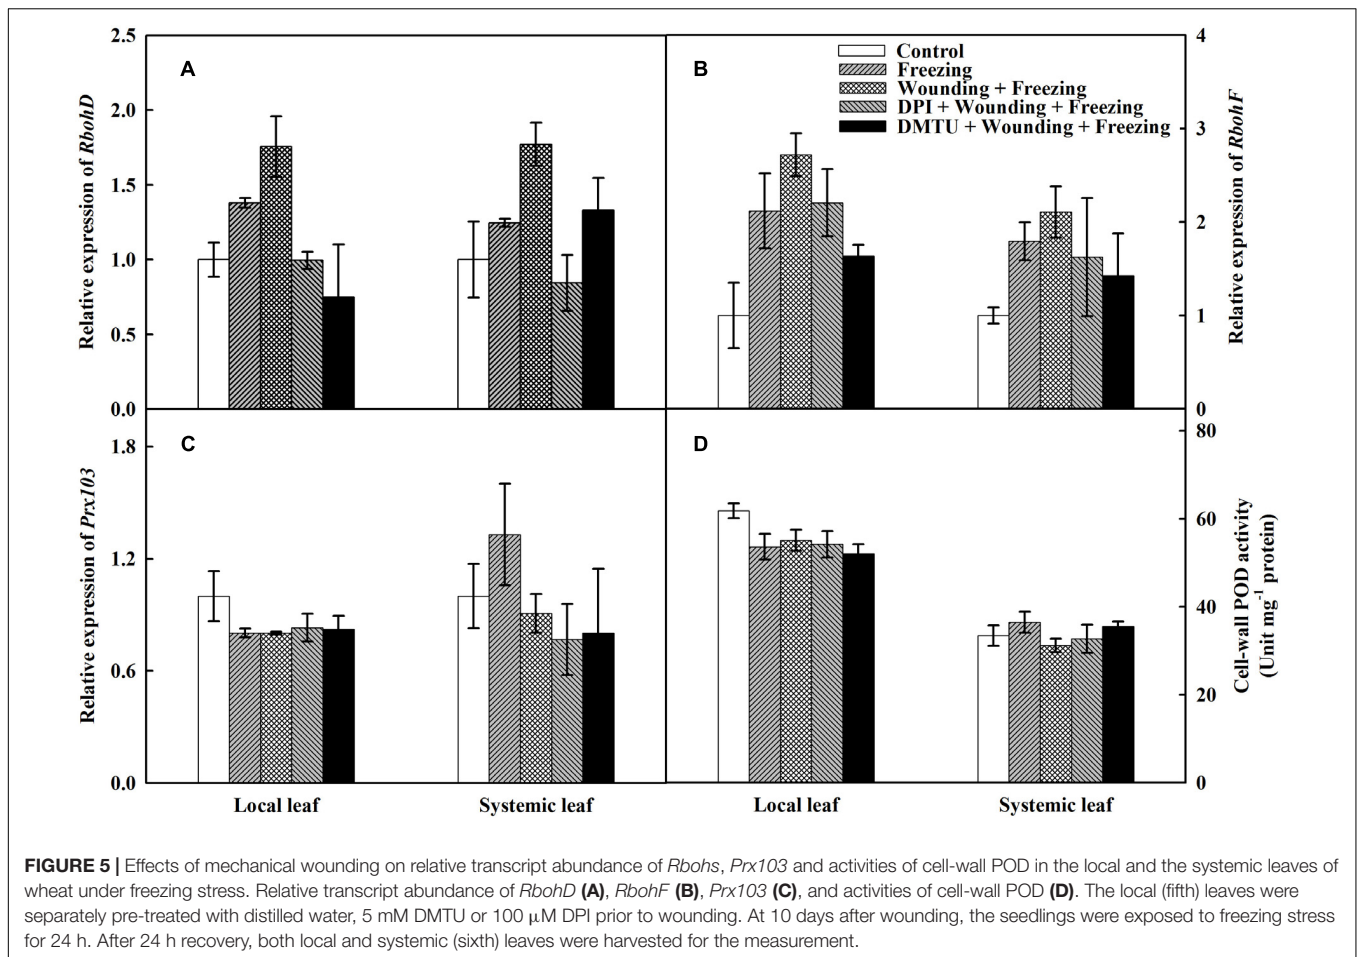 2.5
2.0
1.5
1.0
0.5
0.0
Relative expression of RbohD
A
B
Control
Freezing
Wounding + Freezing
DPI + Wounding + Freezing
DMTU + Wounding + Freezing
4
3
2
1
0
Relative expression of RbohF
1.8
1.2
0.6
0.0
Relative expression of Prx103
C
D
80
60
40
20
0
Cell-wall POD activity
(Unit mg⁻¹ protein)
Local leaf
Systemic leaf
Local leaf
Systemic leaf
FIGURE 5 | Effects of mechanical wounding on relative transcript abundance of Rbohs, Prx103 and activities of cell-wall POD in the local and the systemic leaves of
wheat under freezing stress. Relative transcript abundance of RbohD (A), RbohF (B), Prx103 (C), and activities of cell-wall POD (D). The local (fifth) leaves were
separately pre-treated with distilled water, 5 mM DMTU or 100 μM DPI prior to wounding. At 10 days after wounding, the seedlings were exposed to freezing stress
for 24 h. After 24 h recovery, both local and systemic (sixth) leaves were harvested for the measurement.